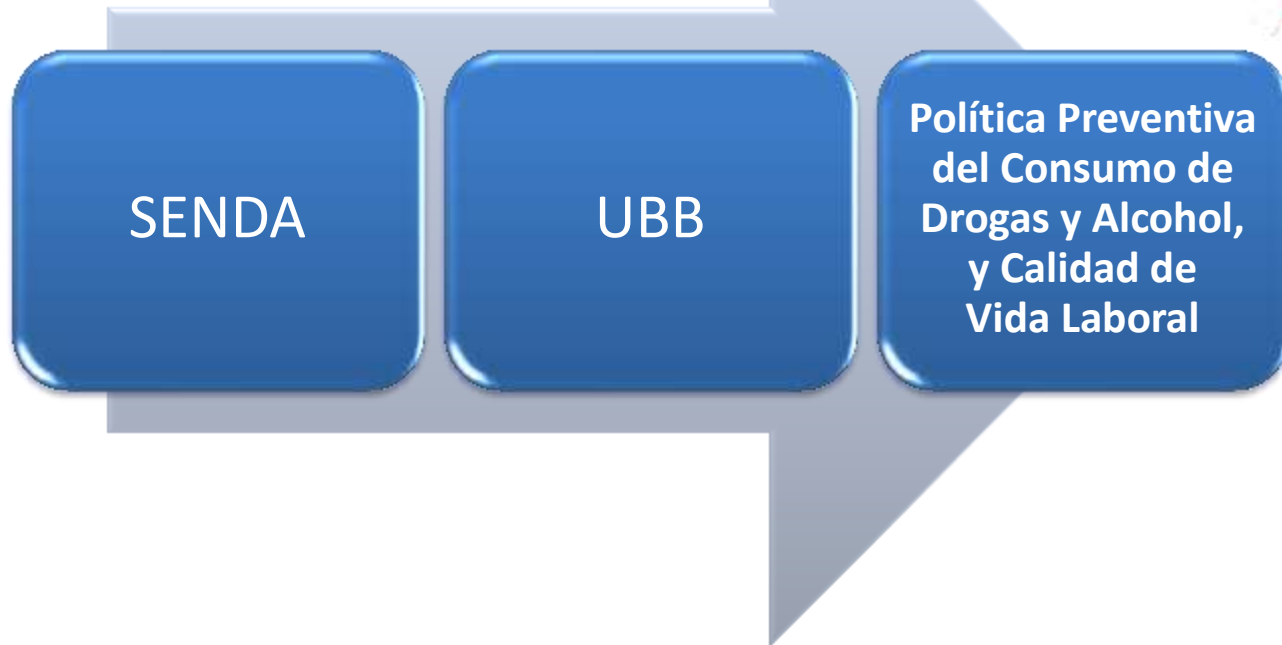 SENDA
UBB
Política Preventiva
del Consumo de
Drogas y Alcohol,
y Calidad de
Vida Laboral